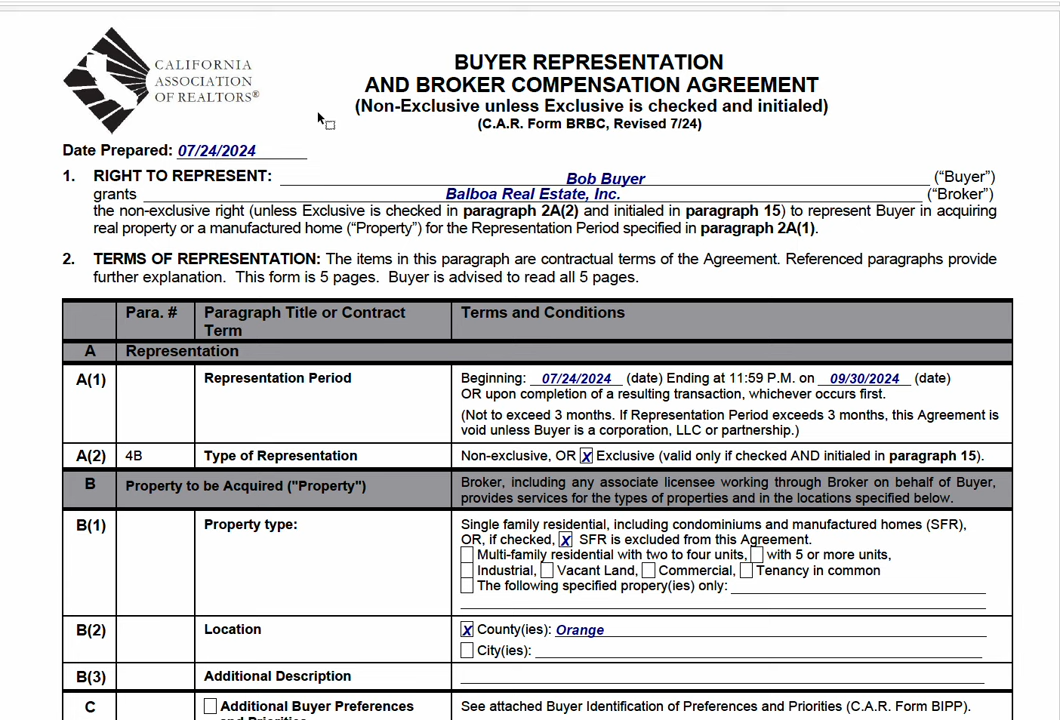 CALIFORNIA
ASSOCIATION
OF REALTORS®
BUYER REPRESENTATION
AND BROKER COMPENSATION AGREEMENT
(Non-Exclusive unless Exclusive is checked and initialed)
(C.A.R. Form BRBC, Revised 7/24)
Date Prepared: 07/24/2024
1. RIGHT TO REPRESENT: Bob Buyer (“Buyer”)
grants Balboa Real Estate, Inc. (“Broker”)
the non-exclusive right (unless Exclusive is checked in paragraph 2A(2) and initialed in paragraph 15) to represent Buyer in acquiring
real property or a manufactured home (“Property”) for the Representation Period specified in paragraph 2A(1).
2. TERMS OF REPRESENTATION: The items in this paragraph are contractual terms of the Agreement. Referenced paragraphs provide
further explanation. This form is 5 pages. Buyer is advised to read all 5 pages.
Para. # Paragraph Title or Contract Terms and Conditions
Term
A Representation
A(1) Representation Period Beginning: 07/24/2024 (date) Ending at 11:59 P.M. on 09/30/2024 (date)
OR upon completion of a resulting transaction, whichever occurs first.
(Not to exceed 3 months. If Representation Period exceeds 3 months, this Agreement is
void unless Buyer is a corporation, LLC or partnership.)
A(2) 4B Type of Representation Non-exclusive, OR X Exclusive (valid only if checked AND initialed in paragraph 15).
B Property to be Acquired ("Property") Broker, including any associate licensee working through Broker on behalf of Buyer,
provides services for the types of properties and in the locations specified below.
B(1) Property type: Single family residential, including condominiums and manufactured homes (SFR),
OR, if checked, X SFR is excluded from this Agreement.
Multi-family residential with two to four units, with 5 or more units,
Industrial, Vacant Land, Commercial, Tenancy in common
The following specified propery(ies) only:
B(2) Location X County(ies): Orange
City(ies):
B(3) Additional Description
C Additional Buyer Preferences See attached Buyer Identification of Preferences and Priorities (C.A.R. Form BIPP).
and Priorities